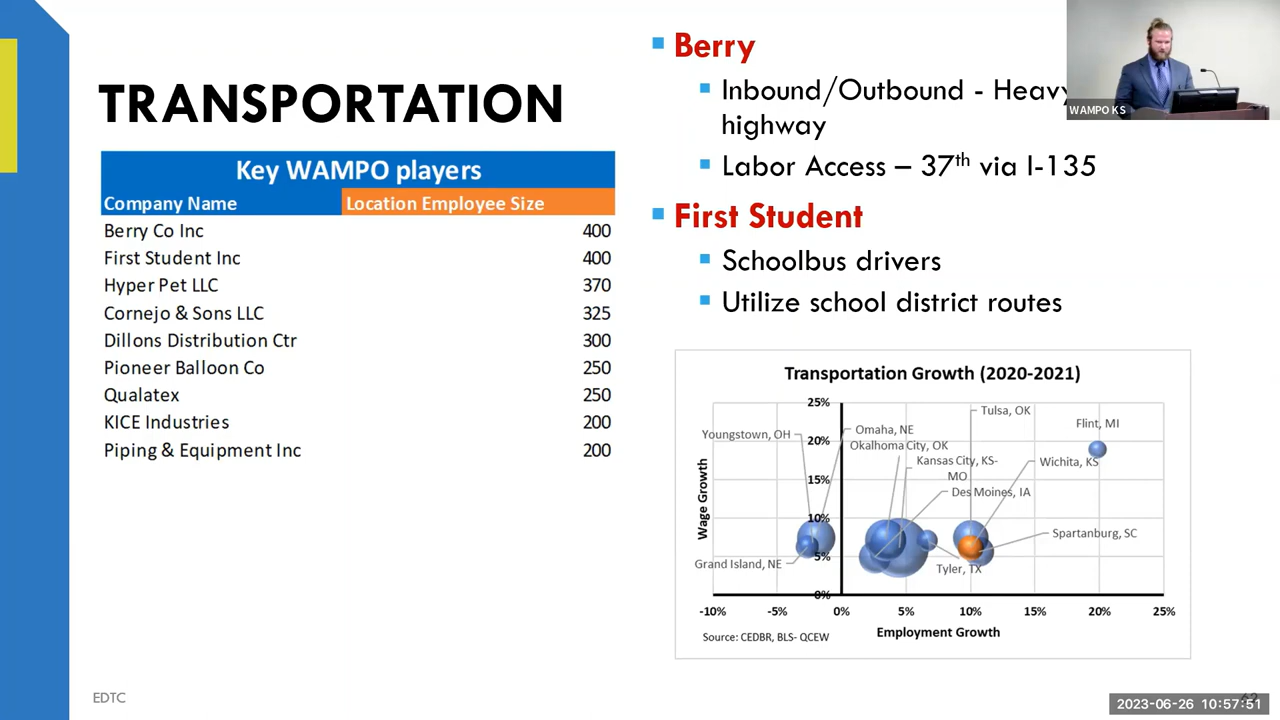 TRANSPORTATION
Key WAMPO players
Company Name Location Employee Size
Berry Co Inc 400
First Student Inc 400
Hyper Pet LLC 370
Cornejo & Sons LLC 325
Dillons Distribution Ctr 300
Pioneer Balloon Co 250
Qualatex 250
KICE Industries 200
Piping & Equipment Inc 200
Berry
Inbound/Outbound - Heavy
highway
Labor Access – 37th via I-135
First Student
Schoolbus drivers
Utilize school district routes
WAMPO KS
Transportation Growth (2020-2021)
25%
20%
15%
10%
5%
0%
Wage Growth
Youngstown, OH
Omaha, NE
Okalhoma City, OK
Kansas City, KS-
MO
Des Moines, IA
Tulsa, OK
Flint, MI
Wichita, KS
Spartanburg, SC
Tyler, TX
Grand Island, NE
-10% -5% 0% 5% 10% 15% 20% 25%
Employment Growth
Source: CEDBR, BLS- QCEW
EDTC
2023-06-26 10:57:51